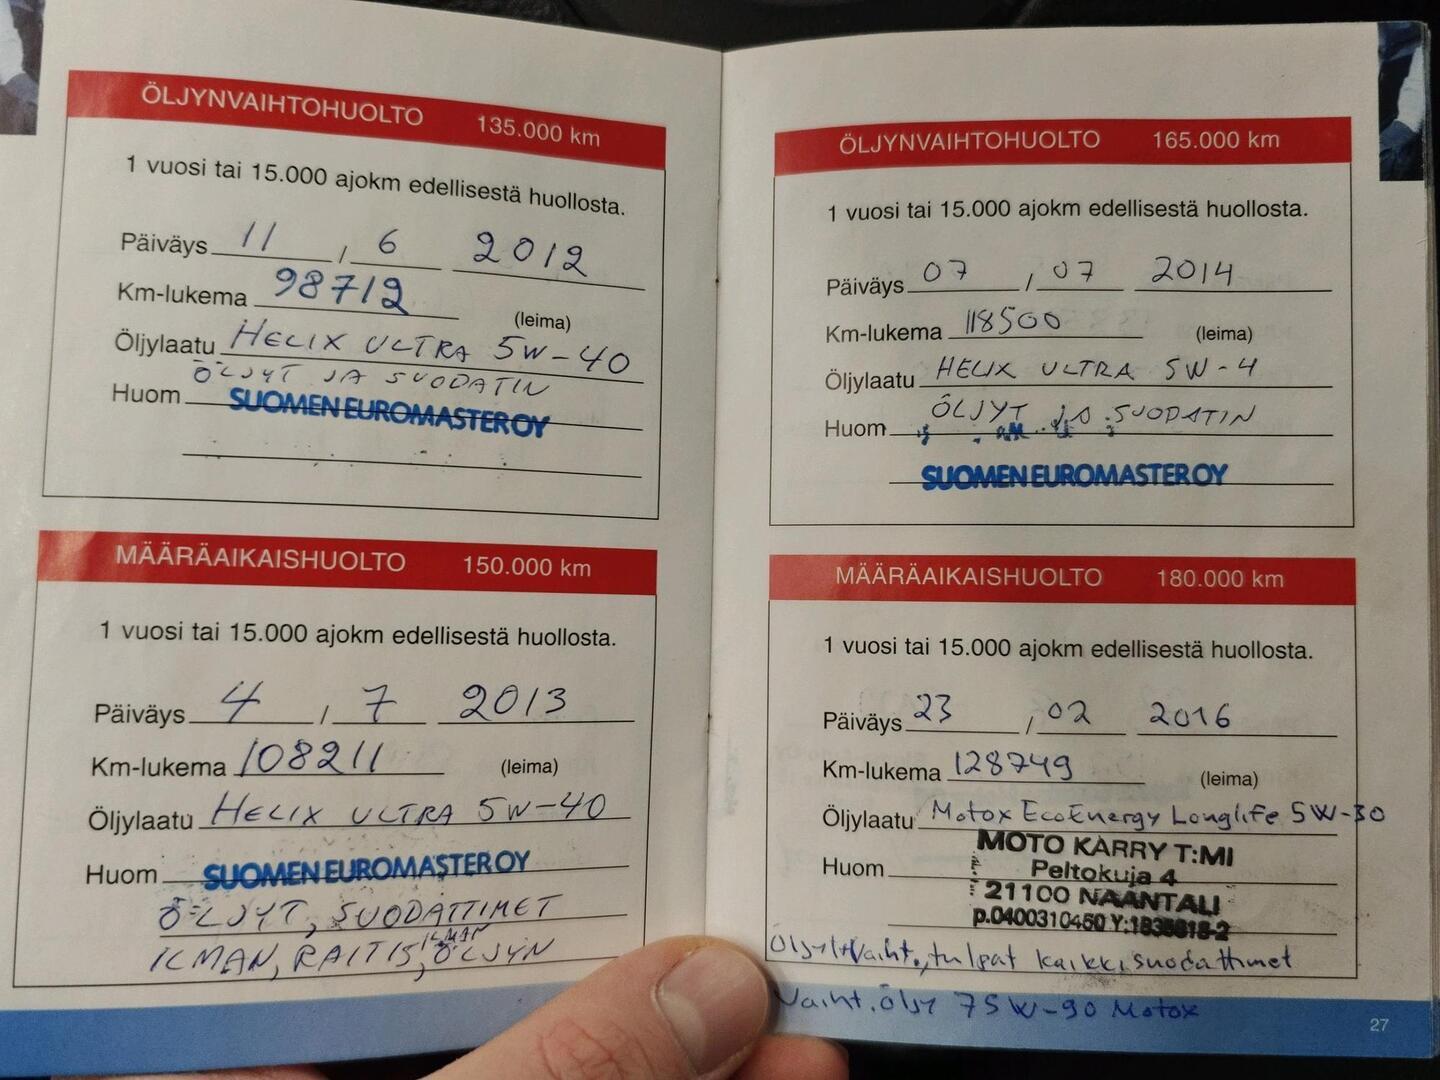 ÖLJYNVAIHTOHUOLTO 135.000 km
1 vuosi tai 15.000 ajokm edellisestä huollosta.
Päiväys 11 / 6 2012
Km-lukema 98712
(leima)
Öljylaatu HELIX ULTRA 5W-40
ÖLJYT JA SUODATIN
Huom SUOMEN EUROMASTER OY
MÄÄRÄAIKAISHUOLTO 150.000 km
1 vuosi tai 15.000 ajokm edellisestä huollosta.
Päiväys 4 / 7 2013
Km-lukema 108211 (leima)
Öljylaatu HELIX ULTRA 5W-40
Huom SUOMEN EUROMASTER OY
ÖLJYT, SUODATTIMET
ILMAN, RAITIS ILMAN, ÖLJYN
ÖLJYNVAIHTOHUOLTO 165.000 km
1 vuosi tai 15.000 ajokm edellisestä huollosta.
Päiväys 07 / 07 2014
Km-lukema 118500 (leima)
Öljylaatu HELIX ULTRA 5W-4
ÖLJYT JA SUODATIN
Huom
SUOMEN EUROMASTER OY
MÄÄRÄAIKAISHUOLTO 180.000 km
1 vuosi tai 15.000 ajokm edellisestä huollosta.
Päiväys 23 / 02 2016
Km-lukema 128749 (leima)
Öljylaatu Motox EcoEnergy Longlife 5W-30
MOTO KARRY T:MI
Huom Peltokuja 4
21100 NAANTALI
p.0400310450 Y:1835818-2
vaiht., tulpat kaikki suodattimet
Vaiht. öljy 75W-90 Motox
27